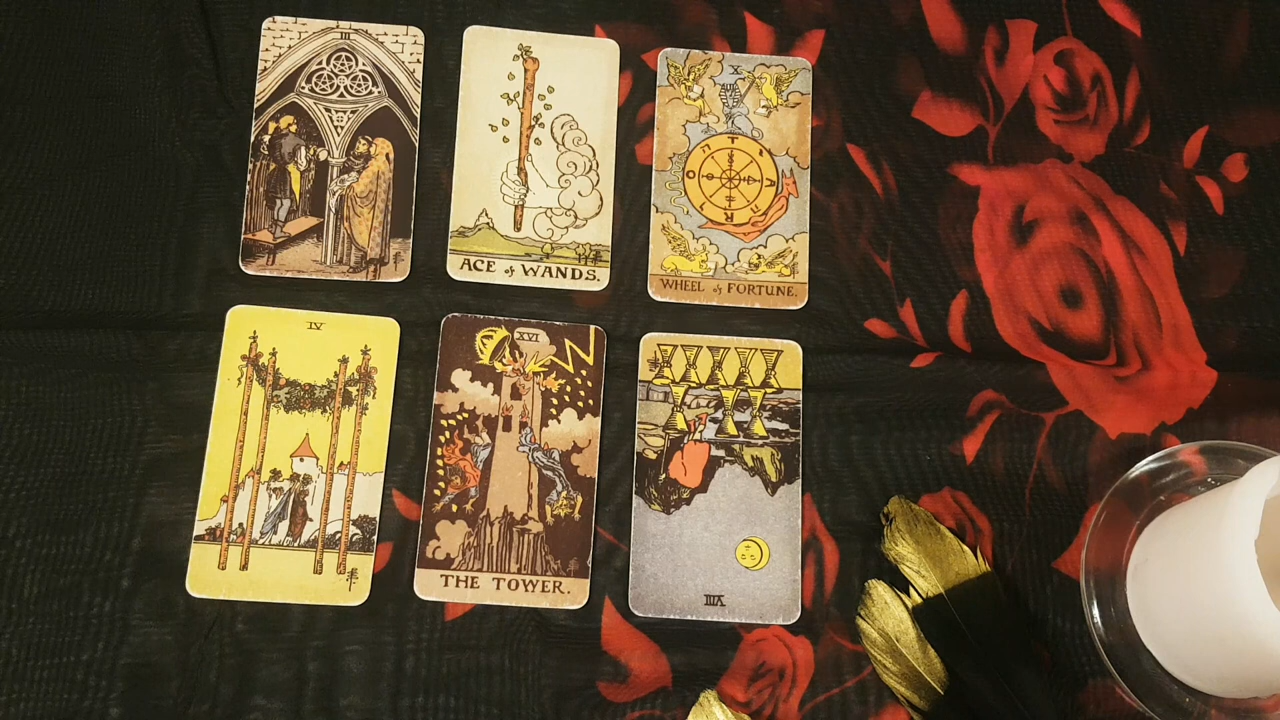 III
ACE of WANDS.
X
WHEEL of FORTUNE.
IV
XVI
THE TOWER.
VIII